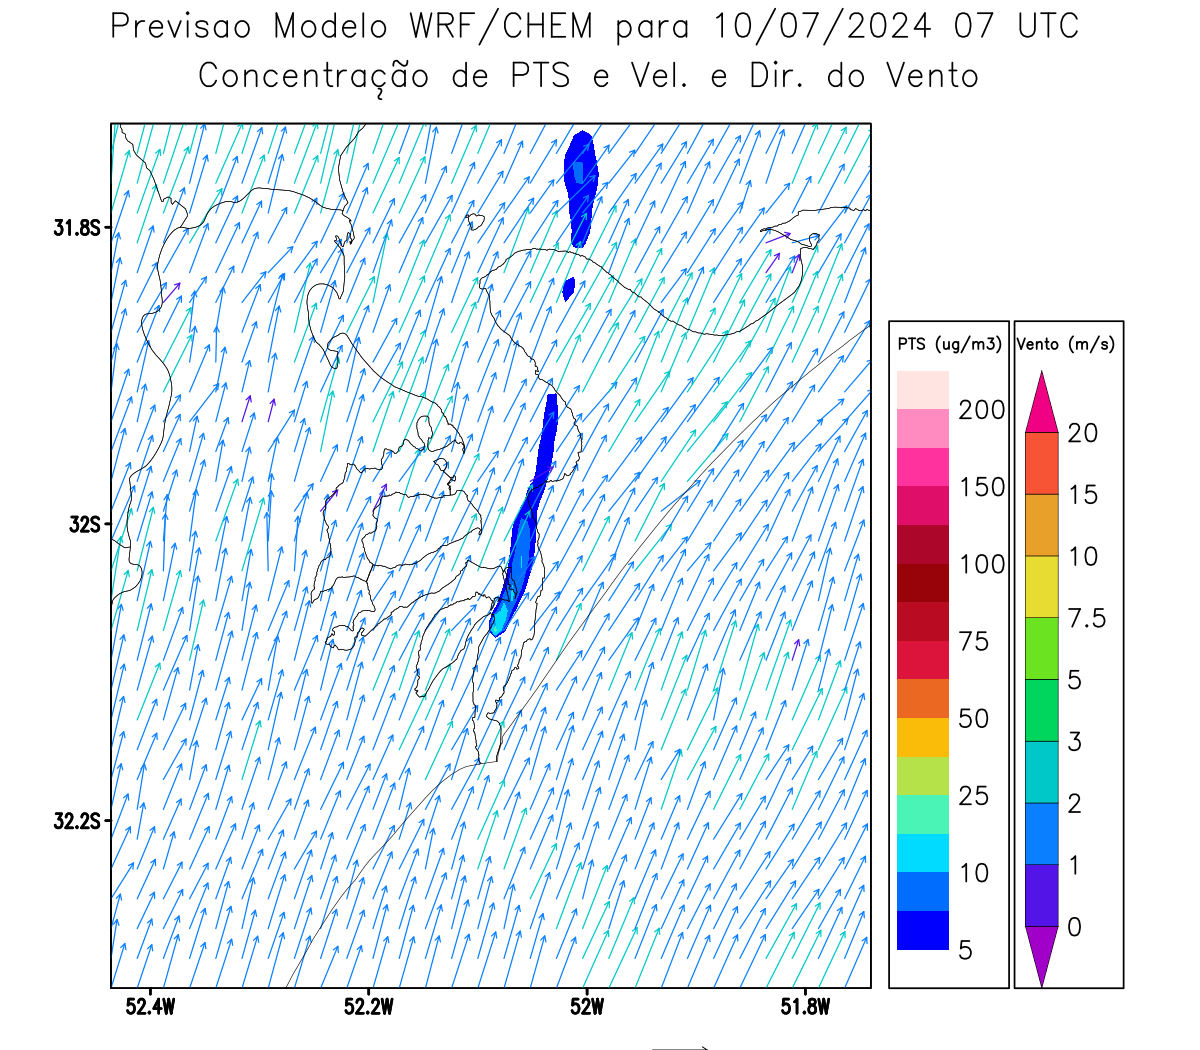 Previsao Modelo WRF/CHEM para 10/07/2024 07 UTC
Concentração de PTS e Vel. e Dir. do Vento
31.8S
32S
32.2S
52.4W
52.2W
52W
51.8W
PTS (ug/m3)
200
150
100
75
50
25
10
5
Vento (m/s)
20
15
10
7.5
5
3
2
1
0